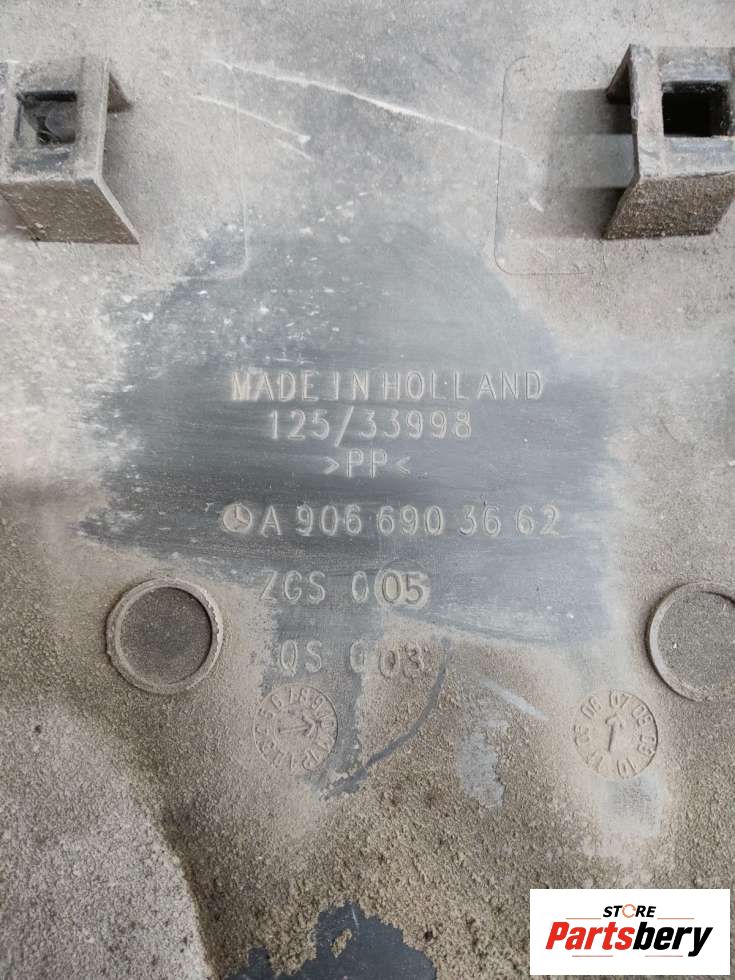 MADE IN HOLLAND
125/33998
>PP<
A 906 690 36 62
ZGS 005
QS 003
STORE
Partsbery